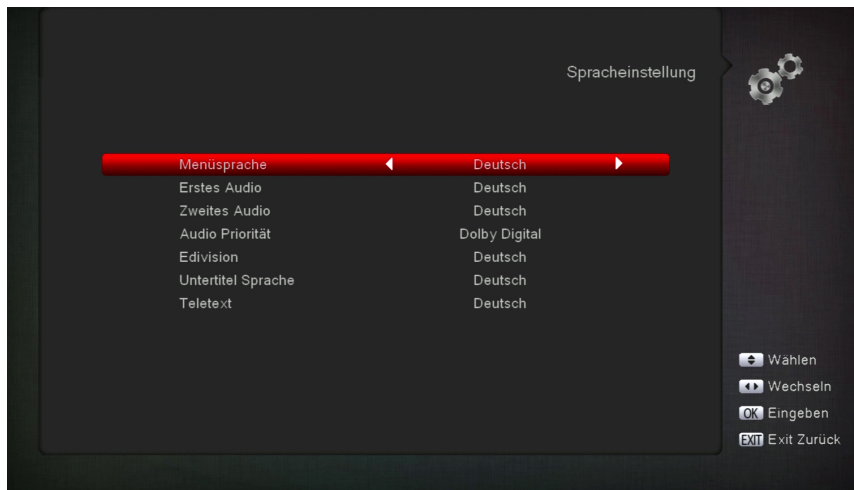 Spracheinstellung
Menüsprache Deutsch
Erstes Audio Deutsch
Zweites Audio Deutsch
Audio Priorität Dolby Digital
Edivision Deutsch
Untertitel Sprache Deutsch
Teletext Deutsch
Wählen
Wechseln
OK Eingeben
EXIT Exit Zurück